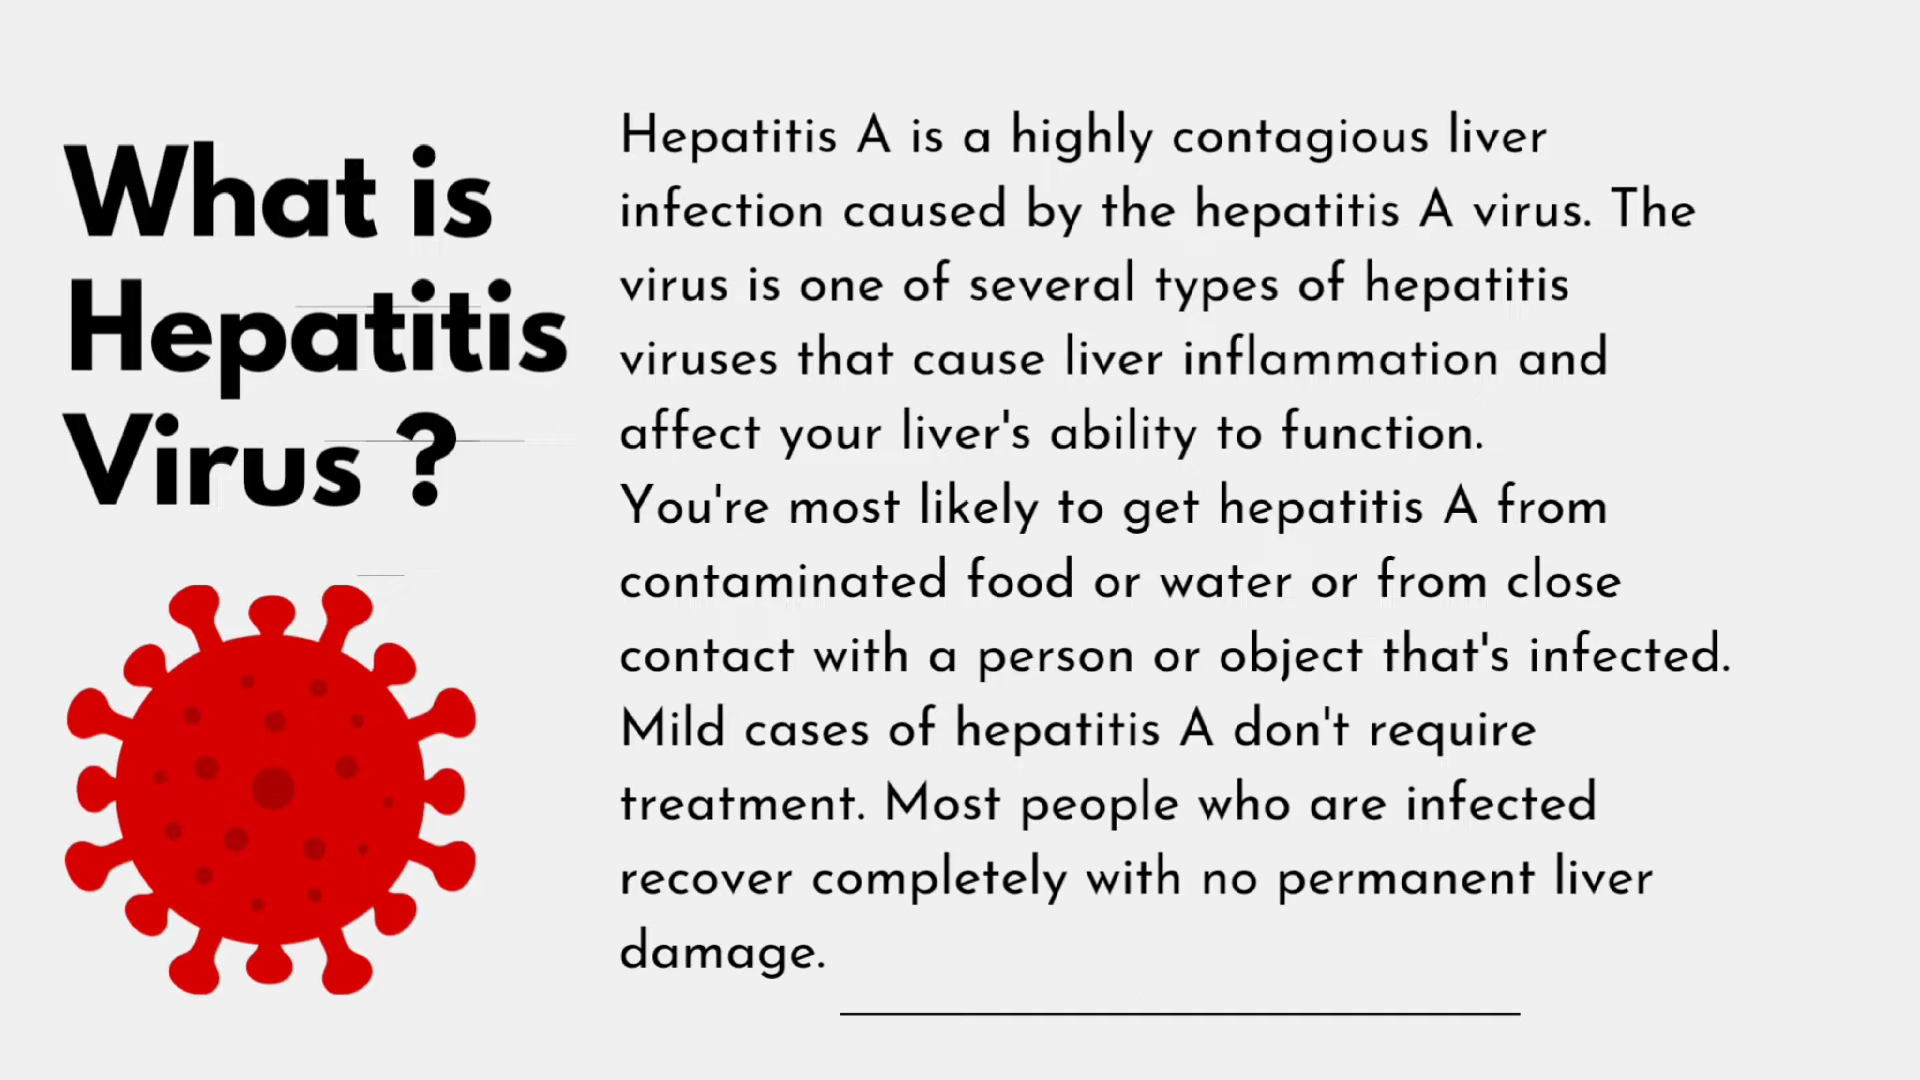 What is
Hepatitis
Virus ?
Hepatitis A is a highly contagious liver
infection caused by the hepatitis A virus. The
virus is one of several types of hepatitis
viruses that cause liver inflammation and
affect your liver's ability to function.
You're most likely to get hepatitis A from
contaminated food or water or from close
contact with a person or object that's infected.
Mild cases of hepatitis A don't require
treatment. Most people who are infected
recover completely with no permanent liver
damage.